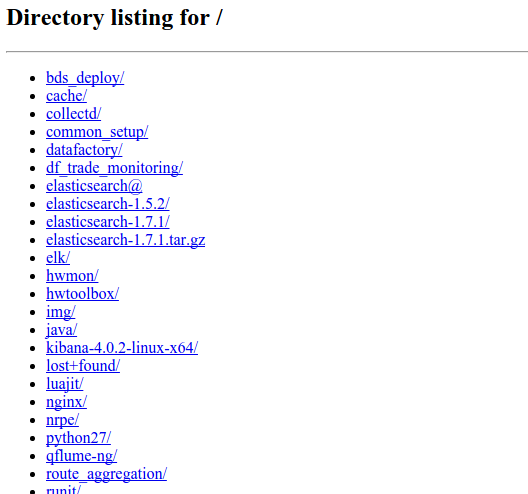 Directory listing for /
bds_deploy/
cache/
collectd/
common_setup/
datafactory/
df_trade_monitoring/
elasticsearch@
elasticsearch-1.5.2/
elasticsearch-1.7.1/
elasticsearch-1.7.1.tar.gz
elk/
hwmon/
hwtoolbox/
img/
java/
kibana-4.0.2-linux-x64/
lost+found/
luajit/
nginx/
nrpe/
python27/
qflume-ng/
route_aggregation/
runit/